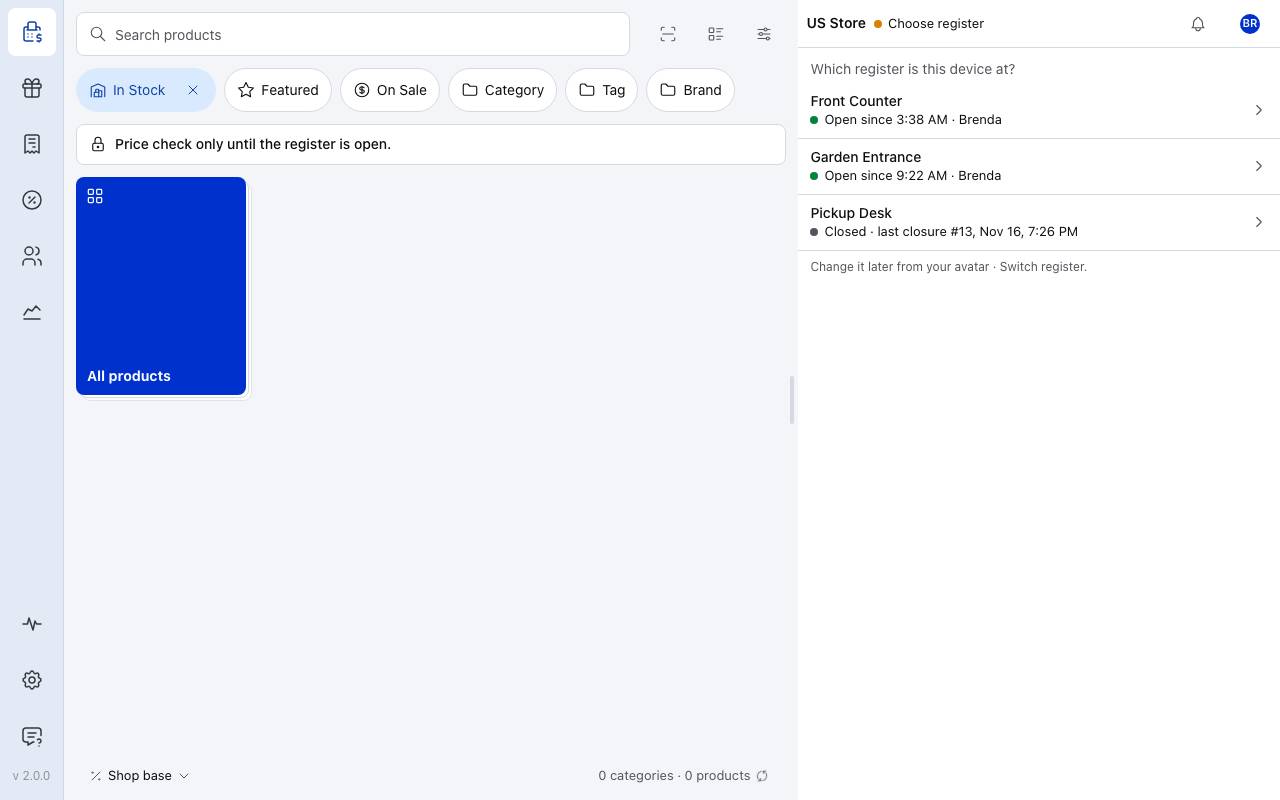 Search products
In Stock
Featured
On Sale
Category
Tag
Brand
Price check only until the register is open.
All products
v 2.0.0
Shop base
0 categories · 0 products
US Store
Choose register
BR
Which register is this device at?
Front Counter
Open since 3:38 AM · Brenda
Garden Entrance
Open since 9:22 AM · Brenda
Pickup Desk
Closed · last closure #13, Nov 16, 7:26 PM
Change it later from your avatar · Switch register.